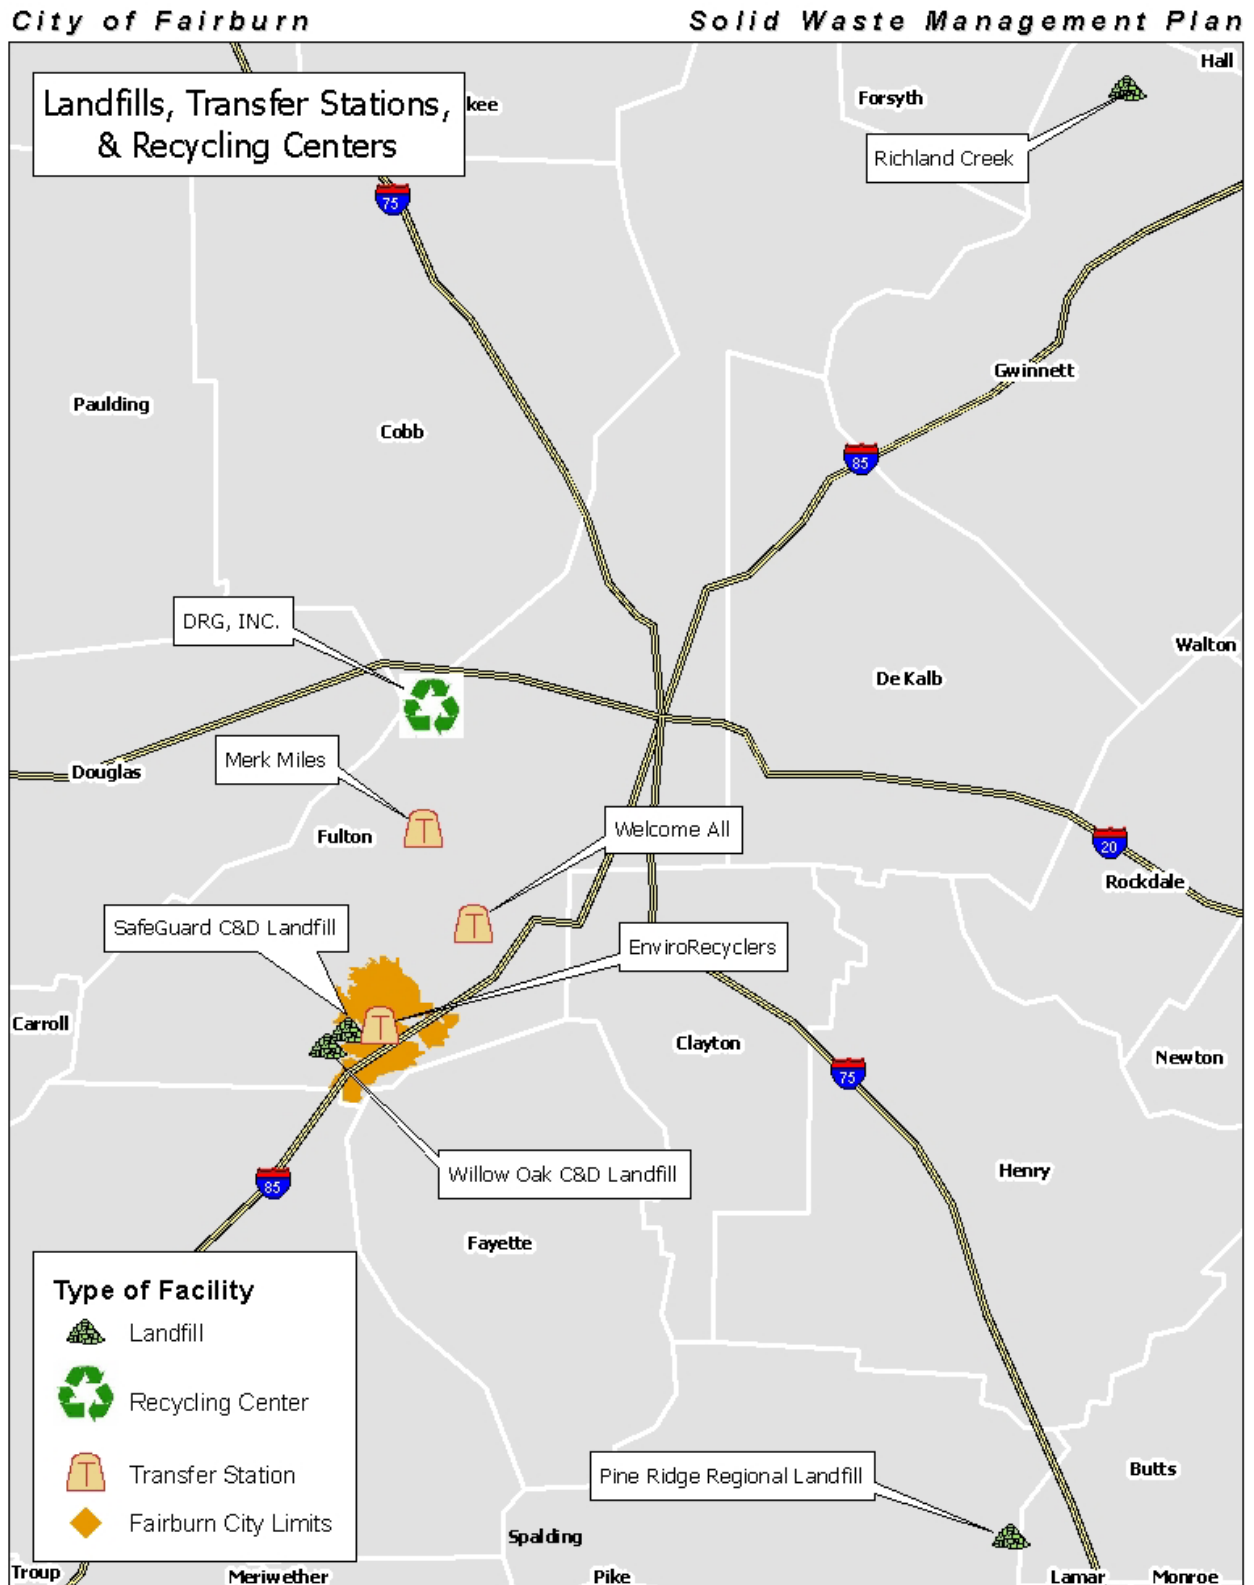 City of Fairburn
Solid Waste Management Plan
Landfills, Transfer Stations,
& Recycling Centers
kee
Forsyth
Hall
Richland Creek
75
Gwinnett
Paulding
Cobb
85
DRG, INC.
Walton
De Kalb
Merk Miles
Douglas
Fulton
T
Welcome All
20
Rockdale
SafeGuard C&D Landfill
T
EnviroRecyclers
Carroll
T
Clayton
Newton
75
Willow Oak C&D Landfill
Henry
85
Fayette
Type of Facility
Landfill
Recycling Center
T
Transfer Station
Fairburn City Limits
Pine Ridge Regional Landfill
Butts
Spalding
Troup
Meriwether
Pike
Lamar
Monroe